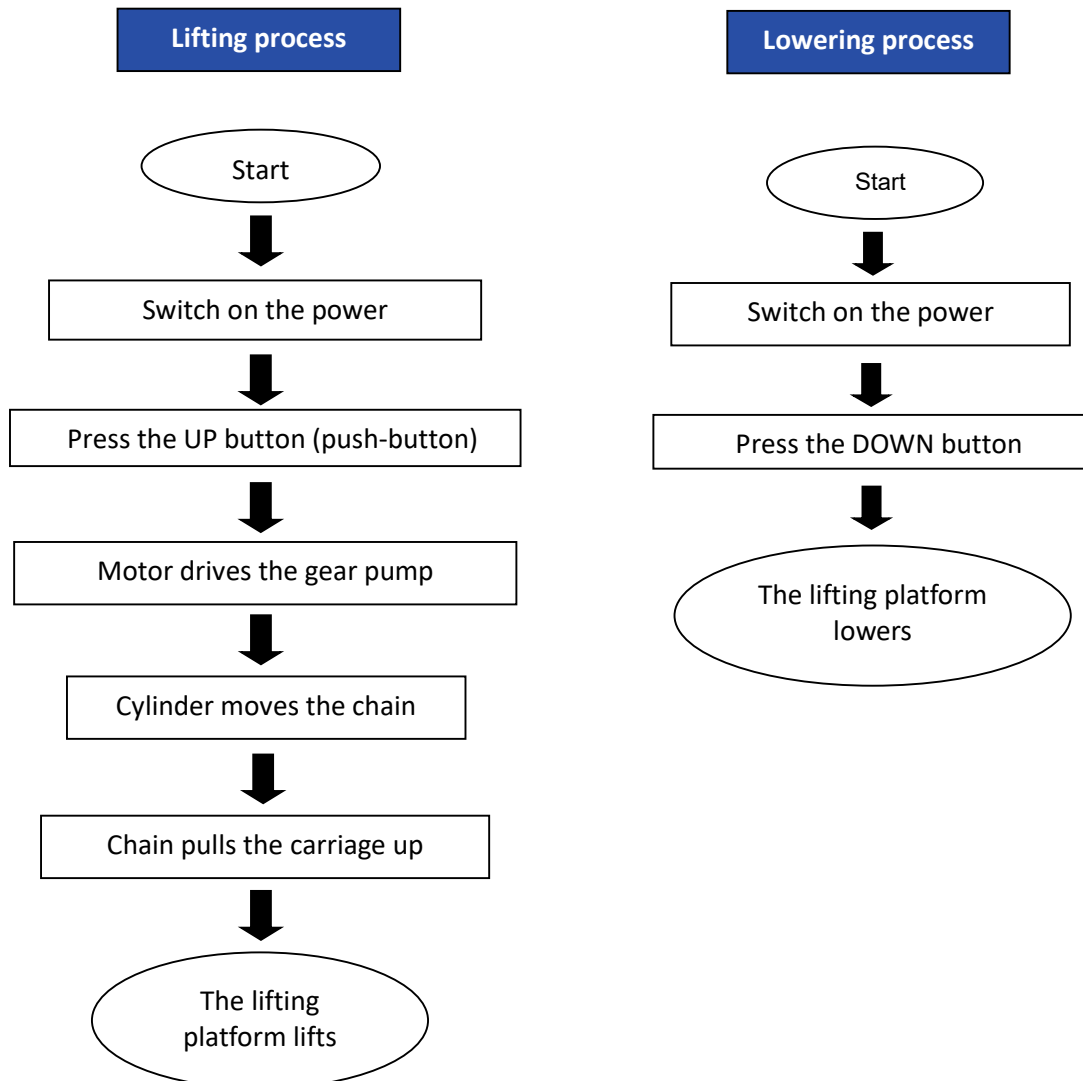 Lifting process
Start
Switch on the power
Press the UP button (push-button)
Motor drives the gear pump
Cylinder moves the chain
Chain pulls the carriage up
The lifting
platform lifts
Lowering process
Start
Switch on the power
Press the DOWN button
The lifting platform
lowers